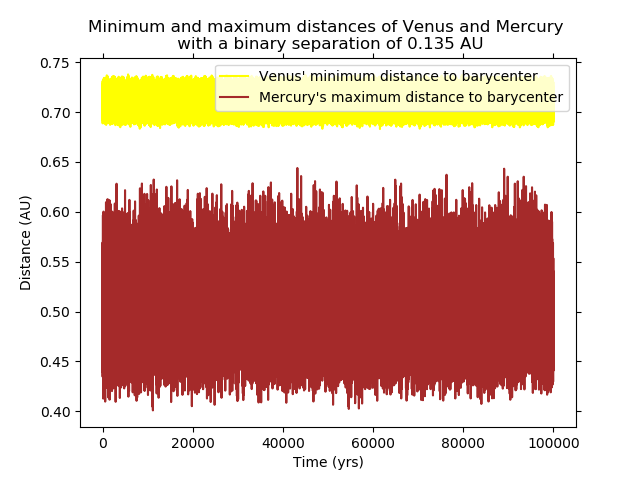 Minimum and maximum distances of Venus and Mercury
with a binary separation of 0.135 AU
Venus' minimum distance to barycenter
Mercury's maximum distance to barycenter
0.75
0.70
0.65
0.60
0.55
0.50
0.45
0.40
Distance (AU)
0
20000
40000
60000
80000
100000
Time (yrs)